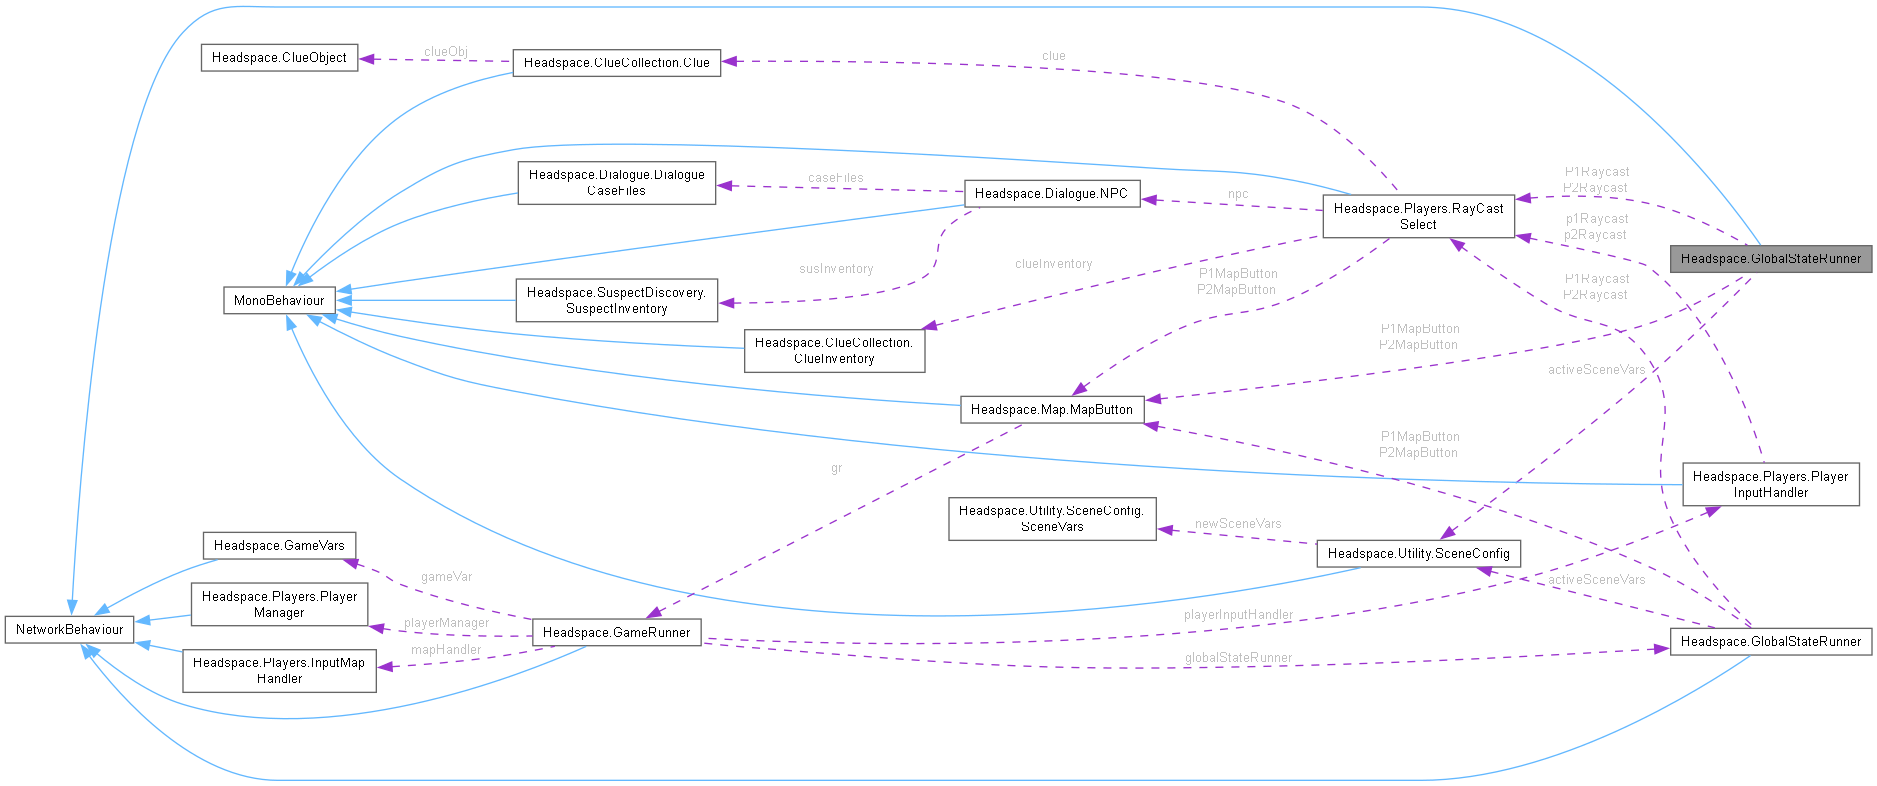 Headspace.ClueObject
clueObj
Headspace.ClueCollection.Clue
clue
Headspace.Dialogue.Dialogue
CaseFiles
caseFiles
Headspace.Dialogue.NPC
npc
Headspace.Players.RayCast
Select
P1Raycast
P2Raycast
p1Raycast
p2Raycast
Headspace.GlobalStateRunner
susInventory
clueInventory
P1MapButton
P2MapButton
P1Raycast
P2Raycast
MonoBehaviour
Headspace.SuspectDiscovery.
SuspectInventory
Headspace.ClueCollection.
ClueInventory
P1MapButton
P2MapButton
activeSceneVars
Headspace.Map.MapButton
P1MapButton
P2MapButton
gr
Headspace.Players.Player
InputHandler
Headspace.Utility.SceneConfig.
SceneVars
newSceneVars
Headspace.Utility.SceneConfig
Headspace.GameVars
gameVar
activeSceneVars
Headspace.Players.Player
Manager
playerManager
playerInputHandler
NetworkBehaviour
Headspace.GameRunner
Headspace.GlobalStateRunner
mapHandler
globalStateRunner
Headspace.Players.InputMap
Handler